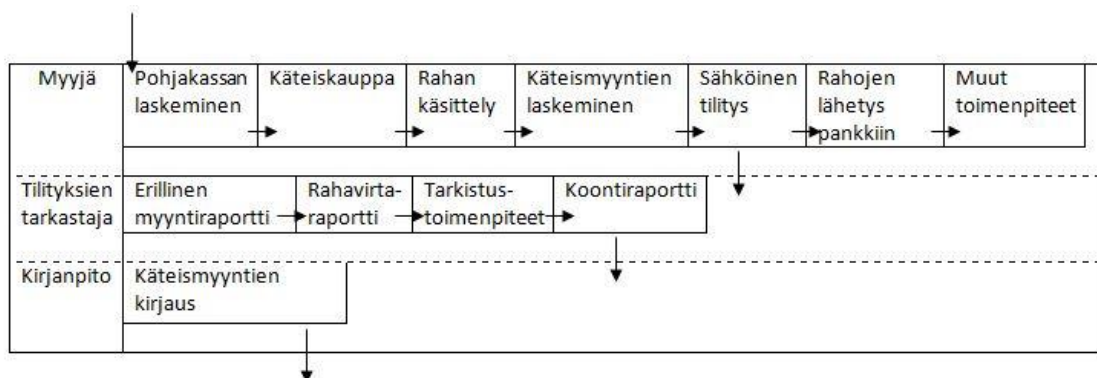 Myyjä
Pohjakassan
laskeminen
Käteiskauppa
Rahan
käsittely
Käteismyyntien
laskeminen
Sähköinen
tilitys
Rahojen
lähetys
pankkiin
Muut
toimenpiteet
Tilityksien
tarkastaja
Erillinen
myyntiraportti
Rahavirta-
raportti
Tarkistus-
toimenpiteet
Koontiraportti
Kirjanpito
Käteismyyntien
kirjaus